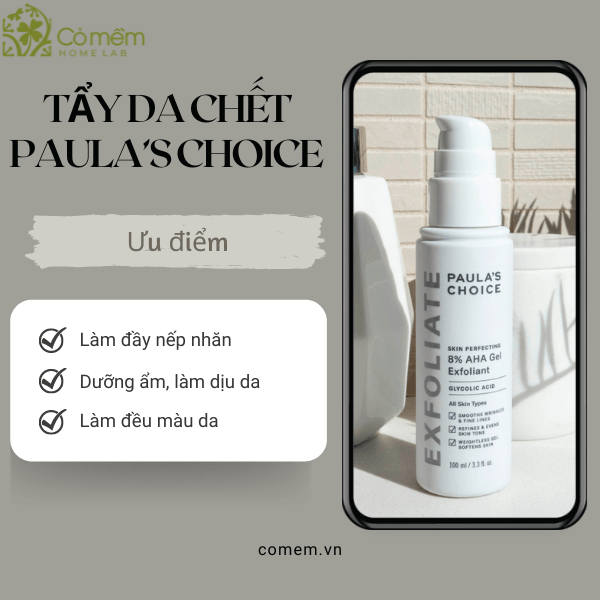 Cỏ mềm
HOME LAB
TẨY DA CHẾT
PAULA'S CHOICE
Ưu điểm
Làm đầy nếp nhăn
Dưỡng ẩm, làm dịu da
Làm đều màu da
EXFOLIATE
PAULA'S
CHOICE
SKIN PERFECTING
8% AHA Gel
Exfoliant
GLYCOLIC ACID
All Skin Types
SMOOTHS WRINKLES
& FINE LINES
REFINES & EVENS
SKIN TONE
WEIGHTLESS GEL
SOFTENS SKIN
100 ml / 3.3 fl. oz.
comem.vn